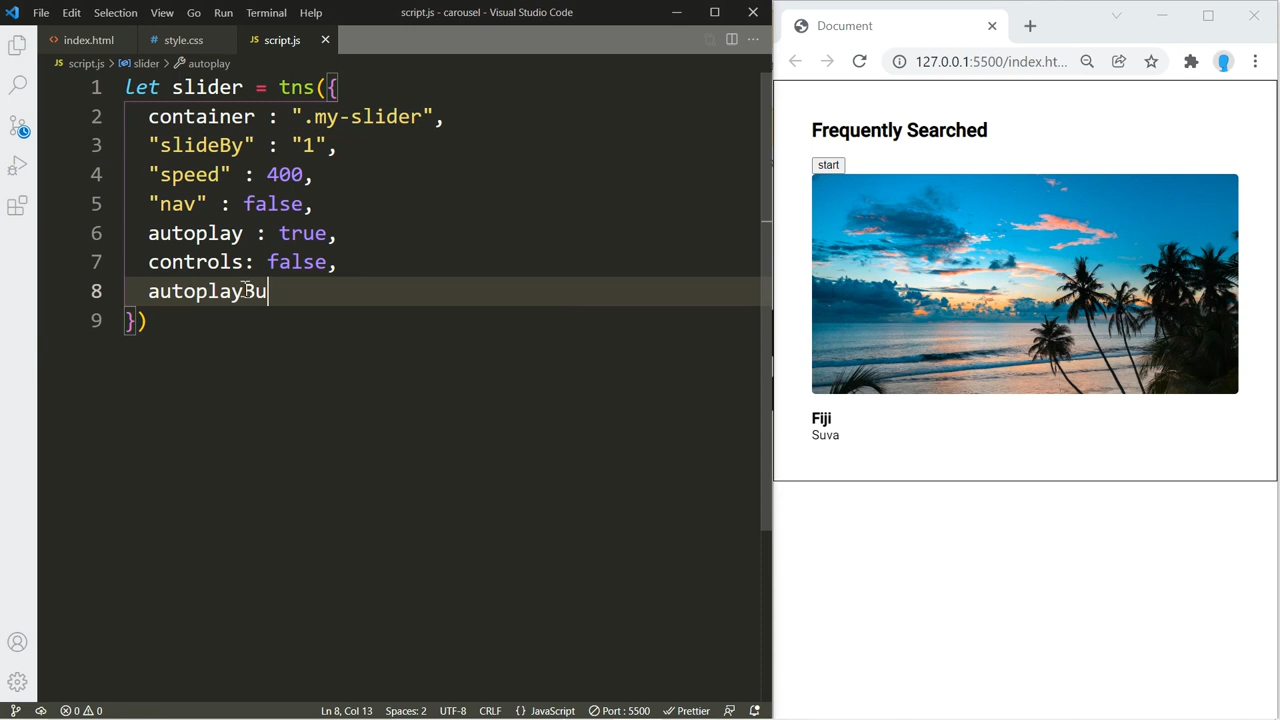 File Edit Selection View Go Run Terminal Help script.js - carousel - Visual Studio Code
index.html style.css JS script.js
JS script.js > slider > autoplay
1 let slider = tns({
2 container : ".my-slider",
3 "slideBy" : "1",
4 "speed" : 400,
5 "nav" : false,
6 autoplay : true,
7 controls: false,
8 autoplayBu
9 })
0 0 Ln 8, Col 13 Spaces: 2 UTF-8 CRLF {} JavaScript Port : 5500 Prettier
Document
127.0.0.1:5500/index.ht...
Frequently Searched
start
Fiji
Suva